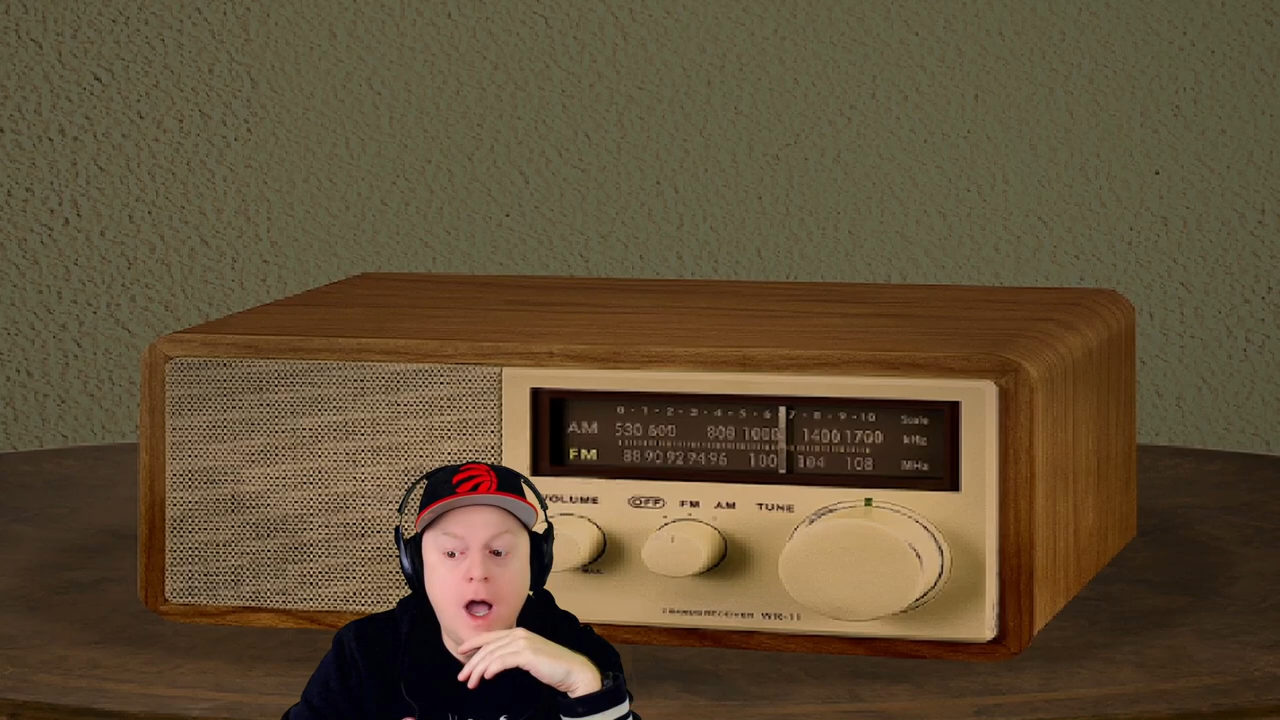 0 - 1 - 2 - 3 - 4 - 5 - 6 7 - 8 - 9 - 10 Scale
AM 530 600 800 1000 1400 1700 kHz
FM 88 90 92 94 96 100 104 108 MHz
VOLUME OFF FM AM TUNE
MAX.
WR-11